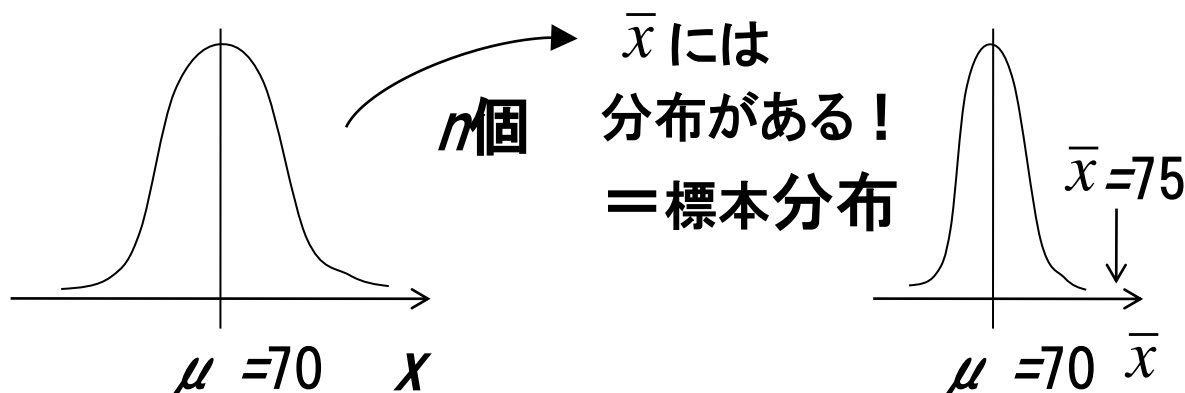 x̄ には
分布がある！
＝標本分布
n個
x̄=75
μ=70 x
μ=70 x̄